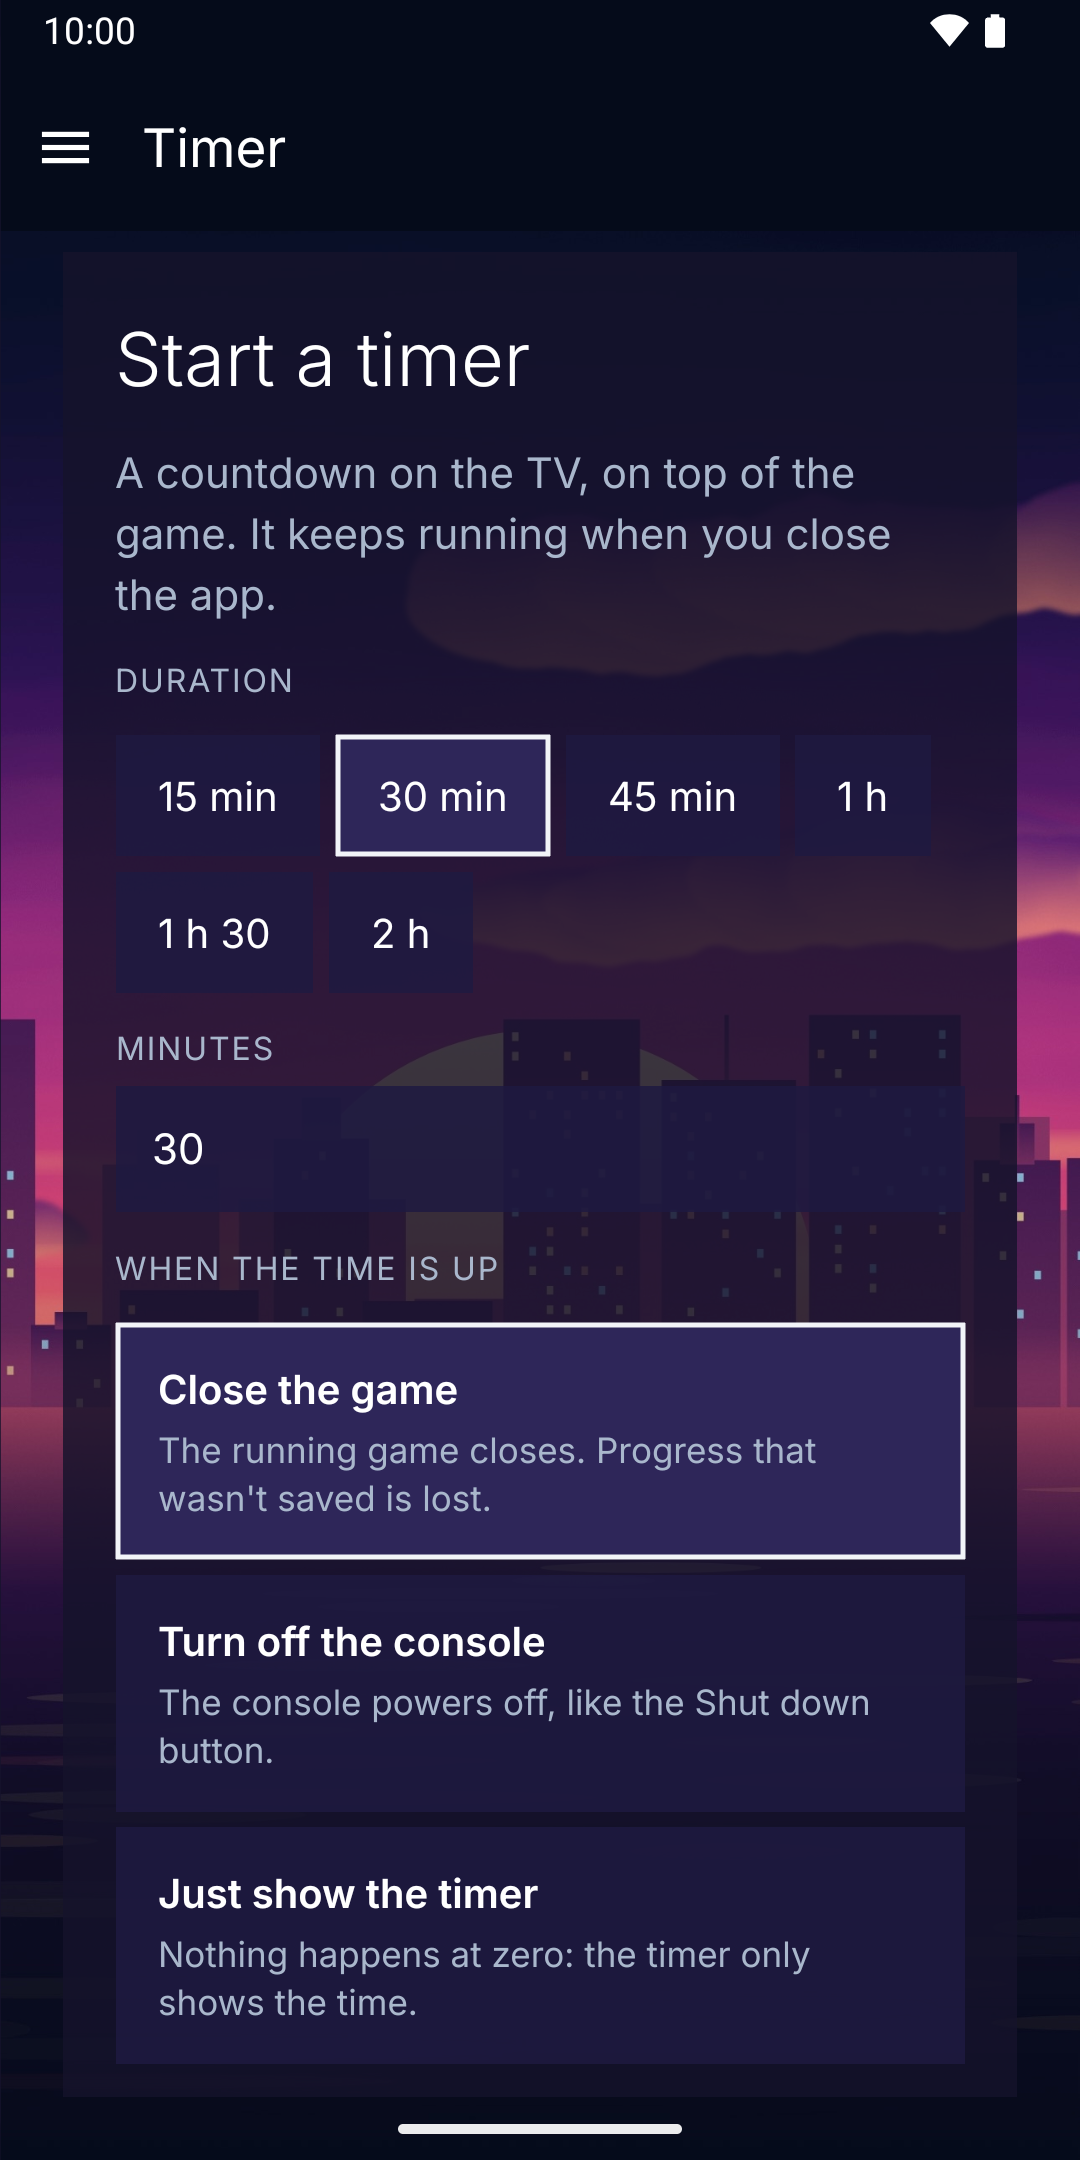 10:00
Timer
Start a timer
A countdown on the TV, on top of the
game. It keeps running when you close
the app.
DURATION
15 min
30 min
45 min
1 h
1 h 30
2 h
MINUTES
30
WHEN THE TIME IS UP
Close the game
The running game closes. Progress that
wasn't saved is lost.
Turn off the console
The console powers off, like the Shut down
button.
Just show the timer
Nothing happens at zero: the timer only
shows the time.